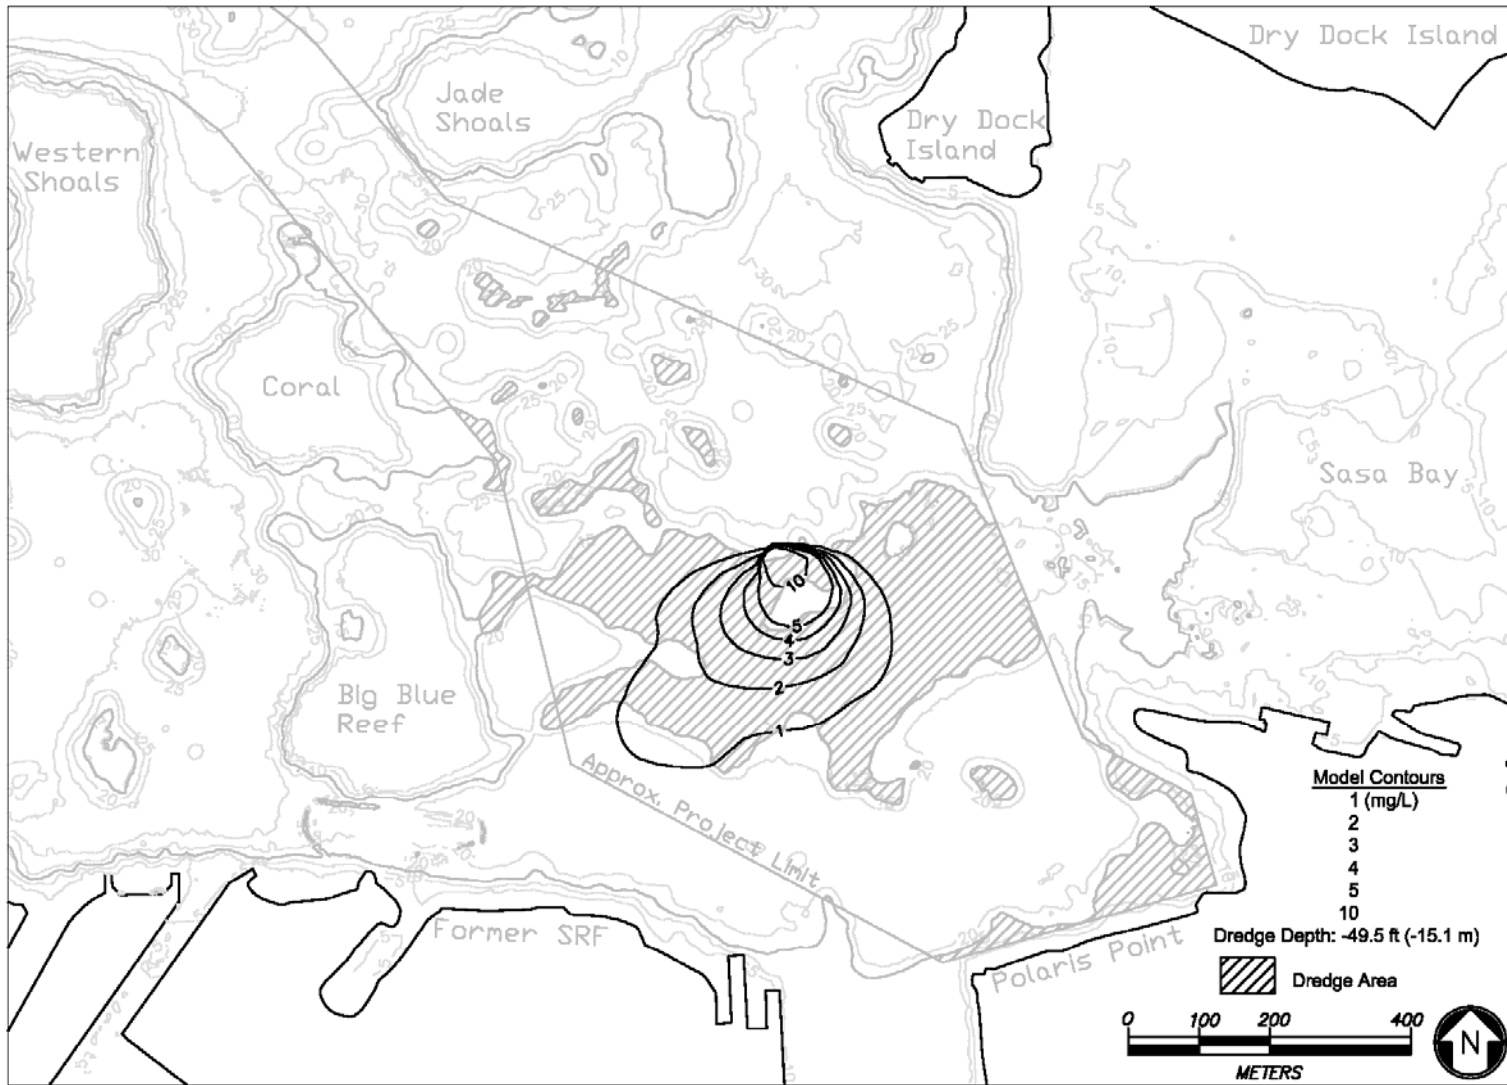 Dry Dock Island
Jade
Shoals
Dry Dock
Island
Western
Shoals
Coral
Sasa Bay
10
5
4
3
2
1
Big Blue
Reef
Approx. Project Limit
Former SRF
Polaris Point
Model Contours
1 (mg/L)
2
3
4
5
10
Dredge Depth: -49.5 ft (-15.1 m)
Dredge Area
0 100 200 400
METERS
N